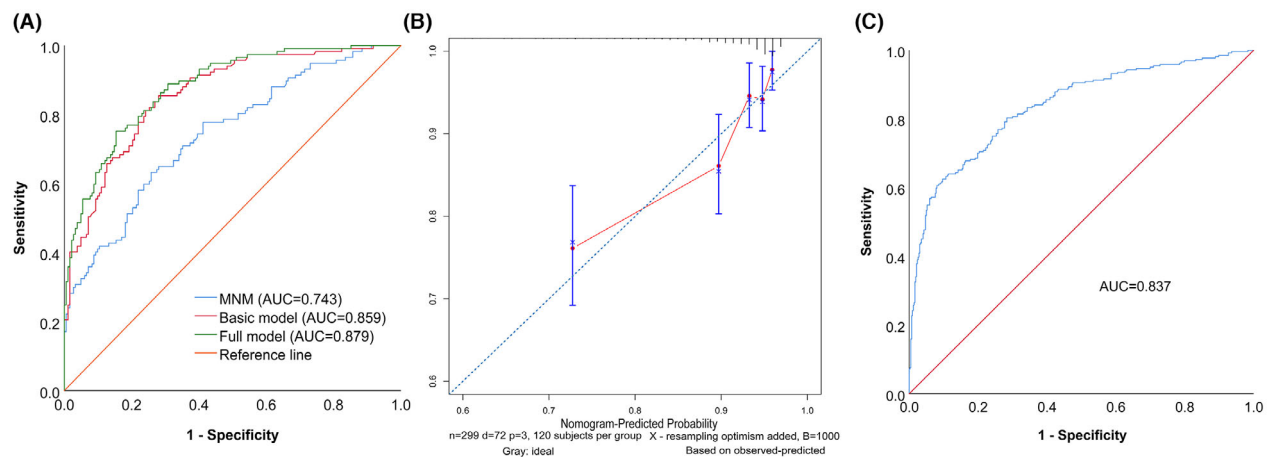 (A)
1.0
0.8
0.6
0.4
0.2
0.0
Sensitivity
MNM (AUC=0.743)
Basic model (AUC=0.859)
Full model (AUC=0.879)
Reference line
0.0 0.2 0.4 0.6 0.8 1.0
1 - Specificity
(B)
1.0
0.9
0.8
0.7
0.6
0.6 0.7 0.8 0.9 1.0
Nomogram-Predicted Probability
n=299 d=72 p=3, 120 subjects per group X - resampling optimism added, B=1000
Gray: ideal Based on observed-predicted
(C)
1.0
0.8
0.6
0.4
0.2
0.0
Sensitivity
AUC=0.837
0.0 0.2 0.4 0.6 0.8 1.0
1 - Specificity